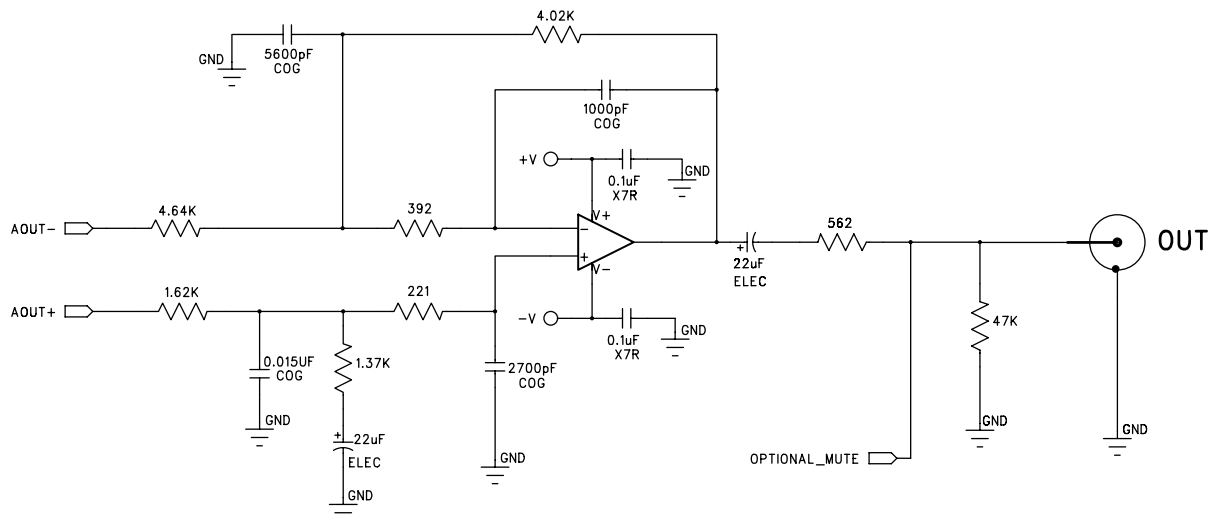 4.02K
GND
5600pF
COG
1000pF
COG
+V
GND
0.1uF
X7R
AOUT-
4.64K
392
V+
-
+
V-
562
+
22uF
ELEC
OUT
AOUT+
1.62K
221
-V
GND
0.1uF
X7R
47K
0.015UF
COG
1.37K
2700pF
COG
GND
GND
GND
+
22uF
ELEC
GND
OPTIONAL_MUTE
GND